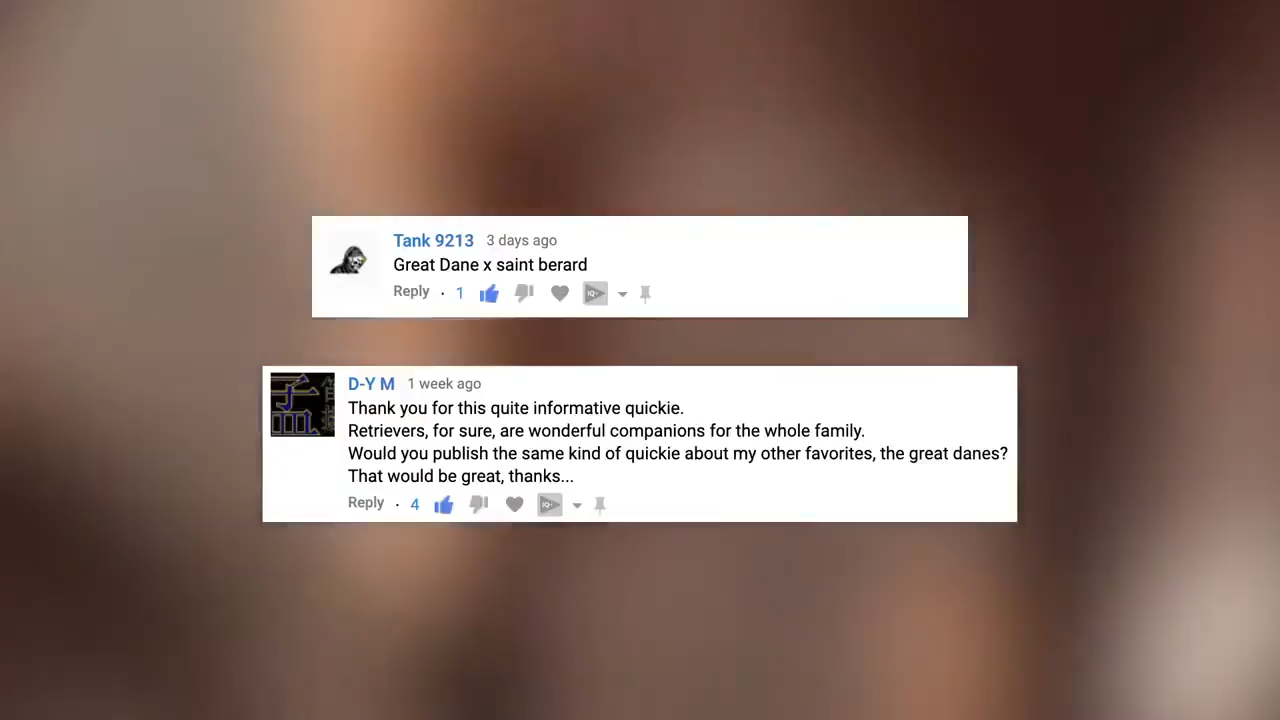 Tank 9213 3 days ago
Great Dane x saint berard
Reply · 1
D-Y M 1 week ago
Thank you for this quite informative quickie.
Retrievers, for sure, are wonderful companions for the whole family.
Would you publish the same kind of quickie about my other favorites, the great danes?
That would be great, thanks...
Reply · 4